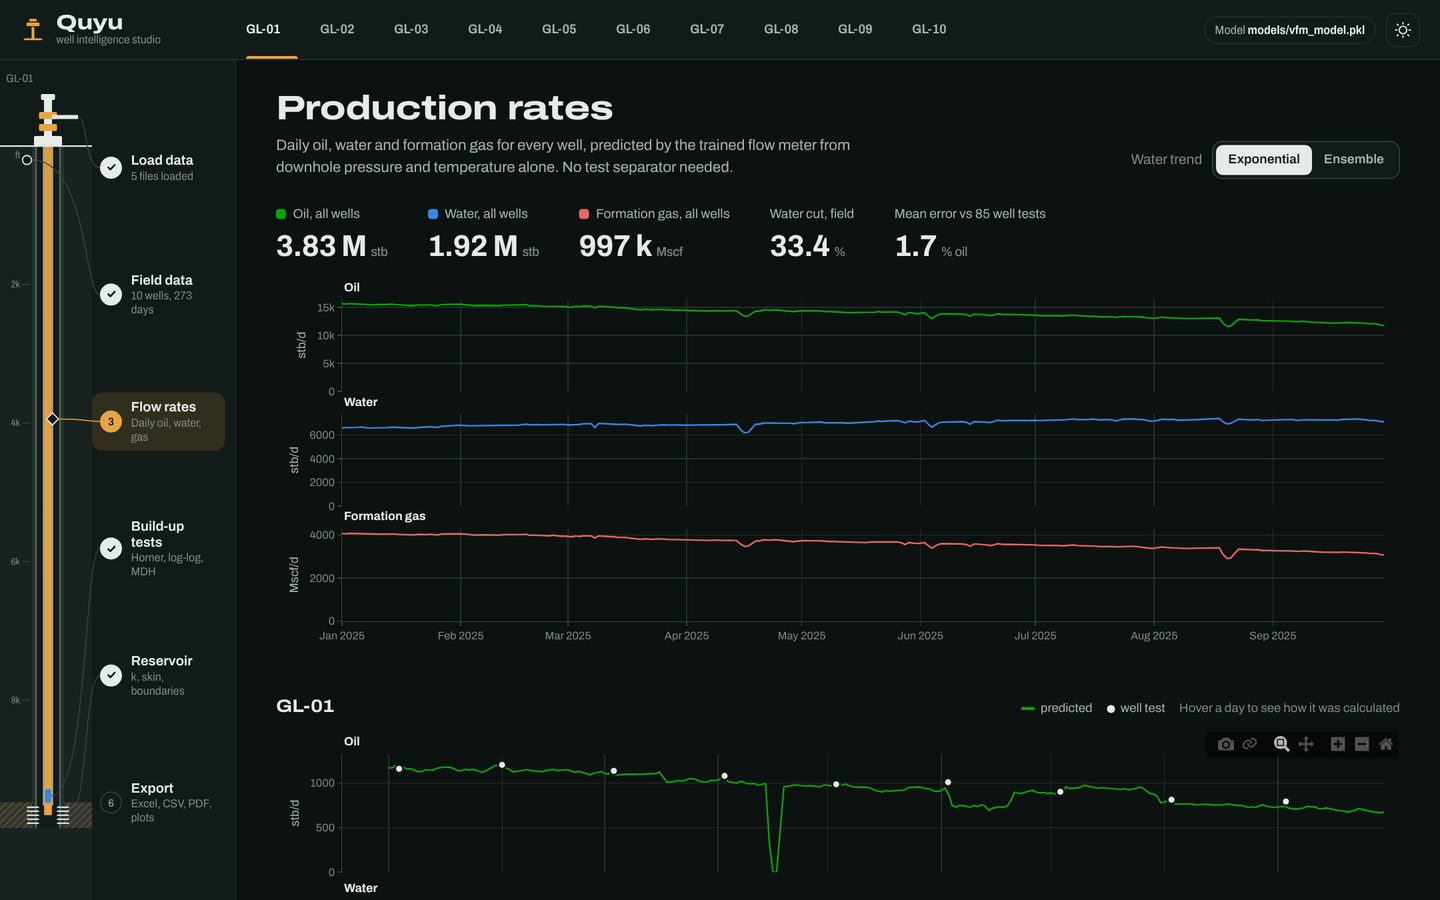 Quyu
well intelligence studio
GL-01
GL-02
GL-03
GL-04
GL-05
GL-06
GL-07
GL-08
GL-09
GL-10
Model models/vfm_model.pkl
GL-01
ft
2k
4k
6k
8k
Load data
5 files loaded
Field data
10 wells, 273
days
3
Flow rates
Daily oil, water,
gas
Build-up
tests
Horner, log-log,
MDH
Reservoir
k, skin,
boundaries
6
Export
Excel, CSV, PDF,
plots
Production rates
Daily oil, water and formation gas for every well, predicted by the trained flow meter from
downhole pressure and temperature alone. No test separator needed.
Water trend
Exponential
Ensemble
Oil, all wells
3.83 M stb
Water, all wells
1.92 M stb
Formation gas, all wells
997 k Mscf
Water cut, field
33.4 %
Mean error vs 85 well tests
1.7 % oil
Oil
15k
10k
5k
0
stb/d
Water
6000
4000
2000
0
stb/d
Formation gas
4000
2000
0
Mscf/d
Jan 2025
Feb 2025
Mar 2025
Apr 2025
May 2025
Jun 2025
Jul 2025
Aug 2025
Sep 2025
GL-01
predicted
well test
Hover a day to see how it was calculated
Oil
1000
500
0
stb/d
Water